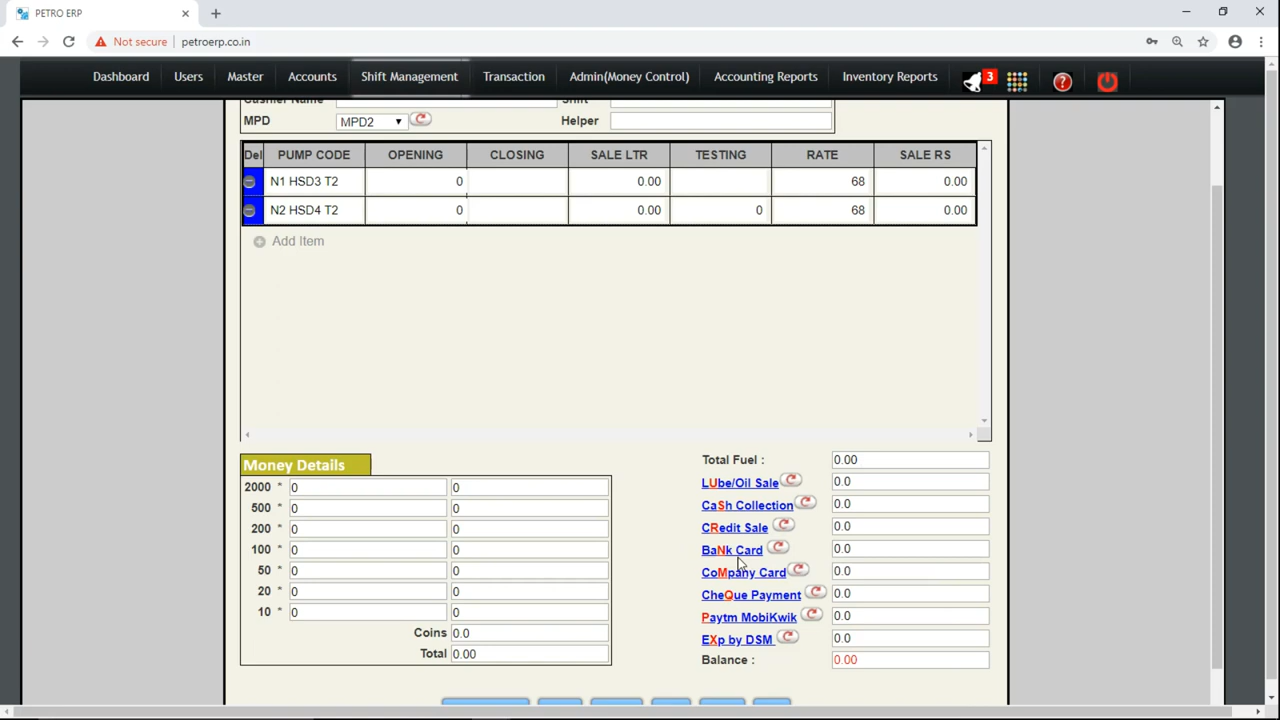 PETRO ERP
Not secure petroerp.co.in
Dashboard Users Master Accounts Shift Management Transaction Admin(Money Control) Accounting Reports Inventory Reports 3
Cashier Name Shift
MPD MPD2 Helper
Del PUMP CODE OPENING CLOSING SALE LTR TESTING RATE SALE RS
N1 HSD3 T2 0 0.00 68 0.00
N2 HSD4 T2 0 0.00 0 68 0.00
Add Item
Money Details
2000 * 0 0
500 * 0 0
200 * 0 0
100 * 0 0
50 * 0 0
20 * 0 0
10 * 0 0
Coins 0.0
Total 0.00
Total Fuel : 0.00
LUbe/Oil Sale 0.0
CaSh Collection 0.0
CRedit Sale 0.0
BaNk Card 0.0
CoMpany Card 0.0
CheQue Payment 0.0
Paytm MobiKwik 0.0
EXp by DSM 0.0
Balance : 0.00